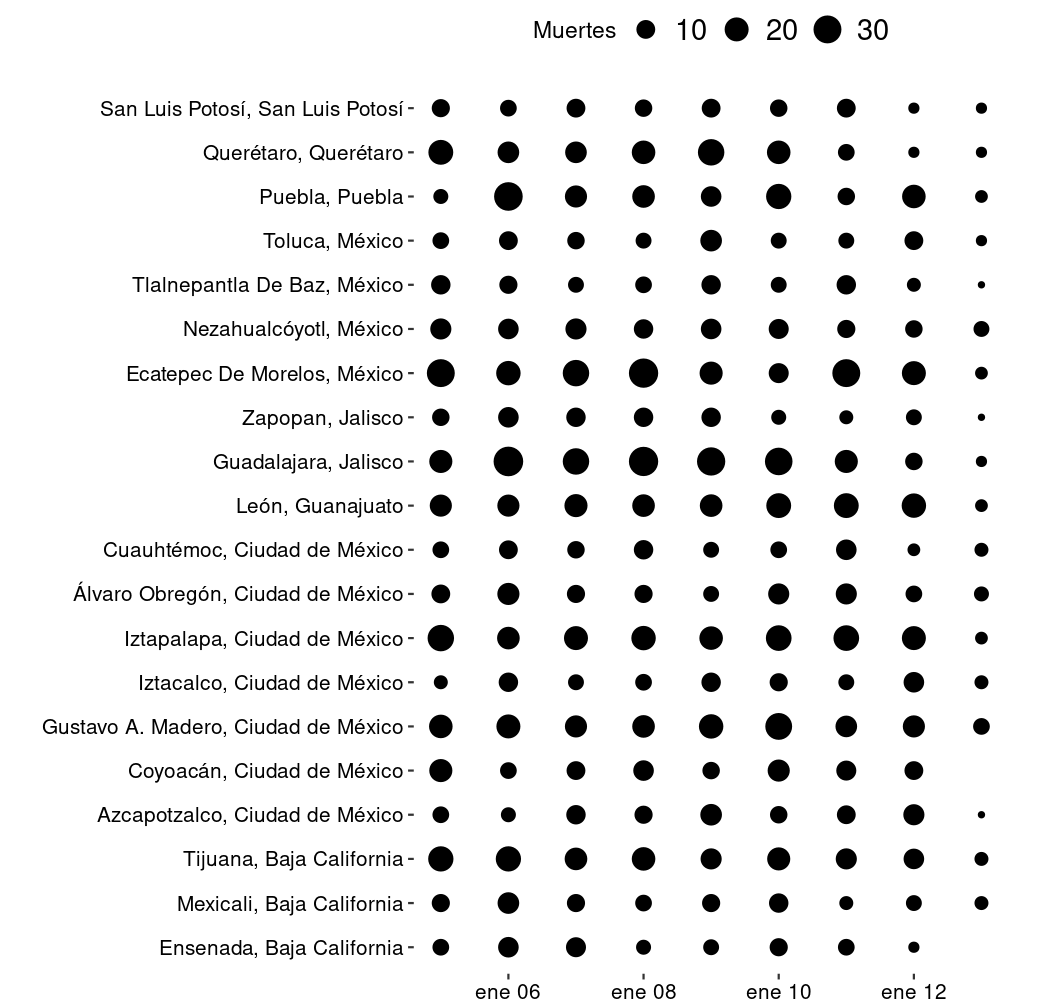 Muertes 10 20 30
San Luis Potosí, San Luis Potosí
Querétaro, Querétaro
Puebla, Puebla
Toluca, México
Tlalnepantla De Baz, México
Nezahualcóyotl, México
Ecatepec De Morelos, México
Zapopan, Jalisco
Guadalajara, Jalisco
León, Guanajuato
Cuauhtémoc, Ciudad de México
Álvaro Obregón, Ciudad de México
Iztapalapa, Ciudad de México
Iztacalco, Ciudad de México
Gustavo A. Madero, Ciudad de México
Coyoacán, Ciudad de México
Azcapotzalco, Ciudad de México
Tijuana, Baja California
Mexicali, Baja California
Ensenada, Baja California
ene 06 ene 08 ene 10 ene 12